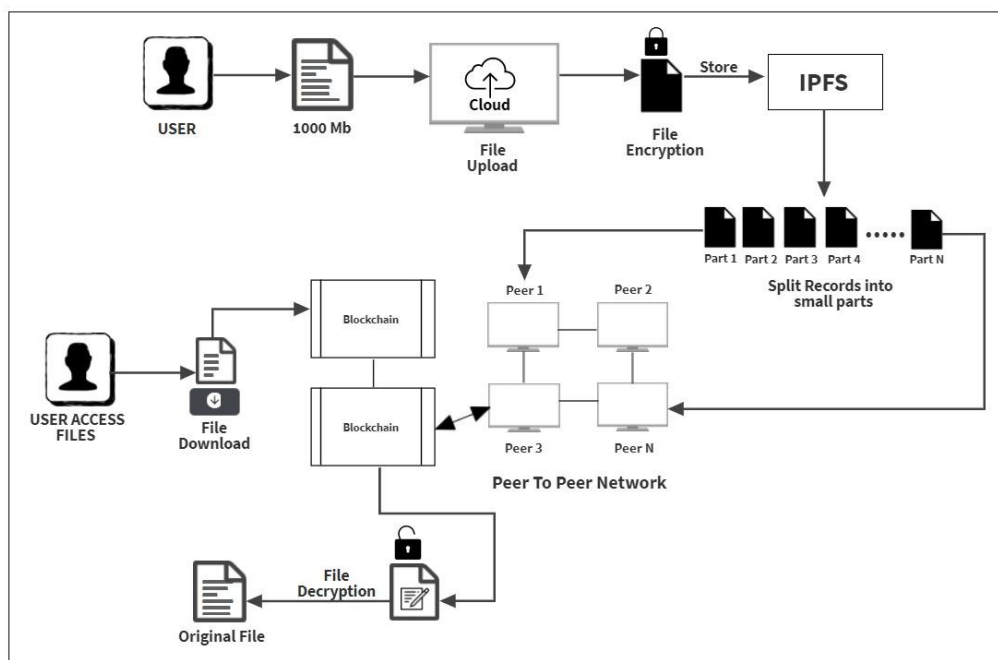 USER
1000 Mb
Cloud
File
Upload
File
Encryption
Store
IPFS
Part 1
Part 2
Part 3
Part 4
Part N
Split Records into
small parts
Peer 1
Peer 2
Peer 3
Peer N
Peer To Peer Network
Blockchain
Blockchain
USER ACCESS
FILES
File
Download
File
Decryption
Original File